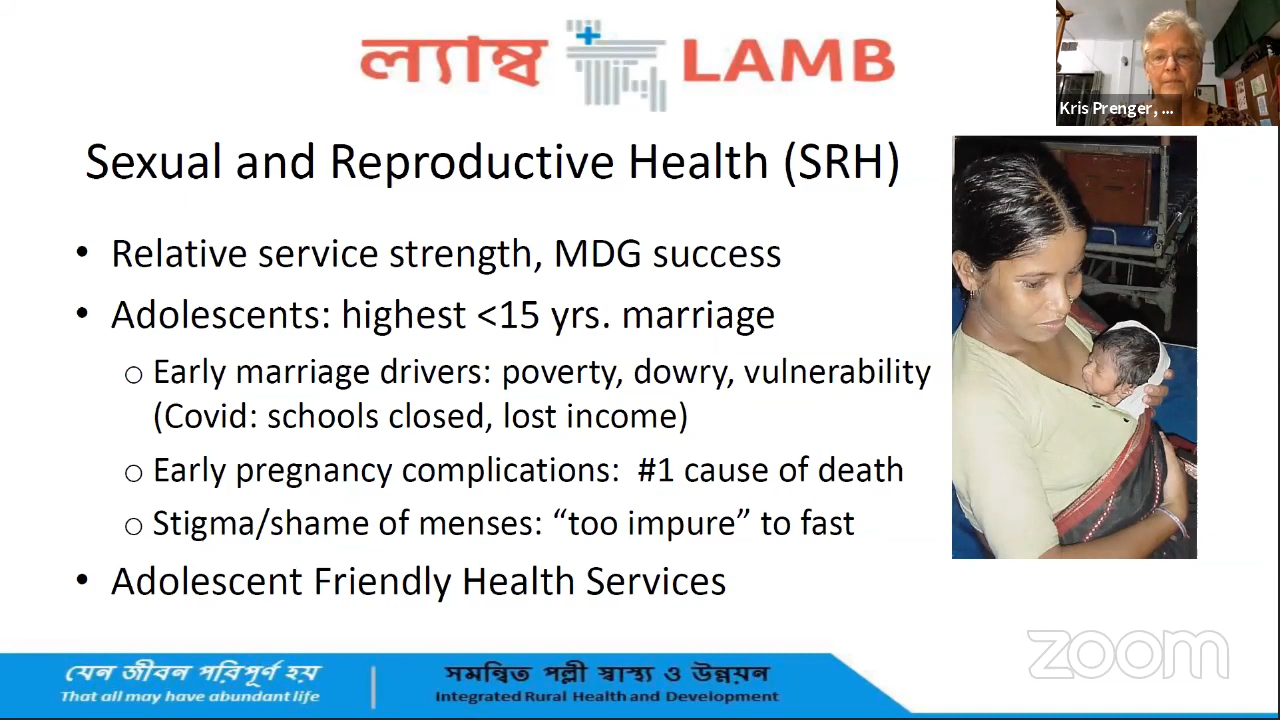 ল্যাম্ব LAMB
Kris Prenger, ...
Sexual and Reproductive Health (SRH)
• Relative service strength, MDG success
• Adolescents: highest <15 yrs. marriage
○ Early marriage drivers: poverty, dowry, vulnerability
(Covid: schools closed, lost income)
○ Early pregnancy complications: #1 cause of death
○ Stigma/shame of menses: “too impure” to fast
• Adolescent Friendly Health Services
zoom
যেন জীবন পরিপূর্ণ হয়
That all may have abundant life
সমন্বিত পল্লী স্বাস্থ্য ও উন্নয়ন
Integrated Rural Health and Development